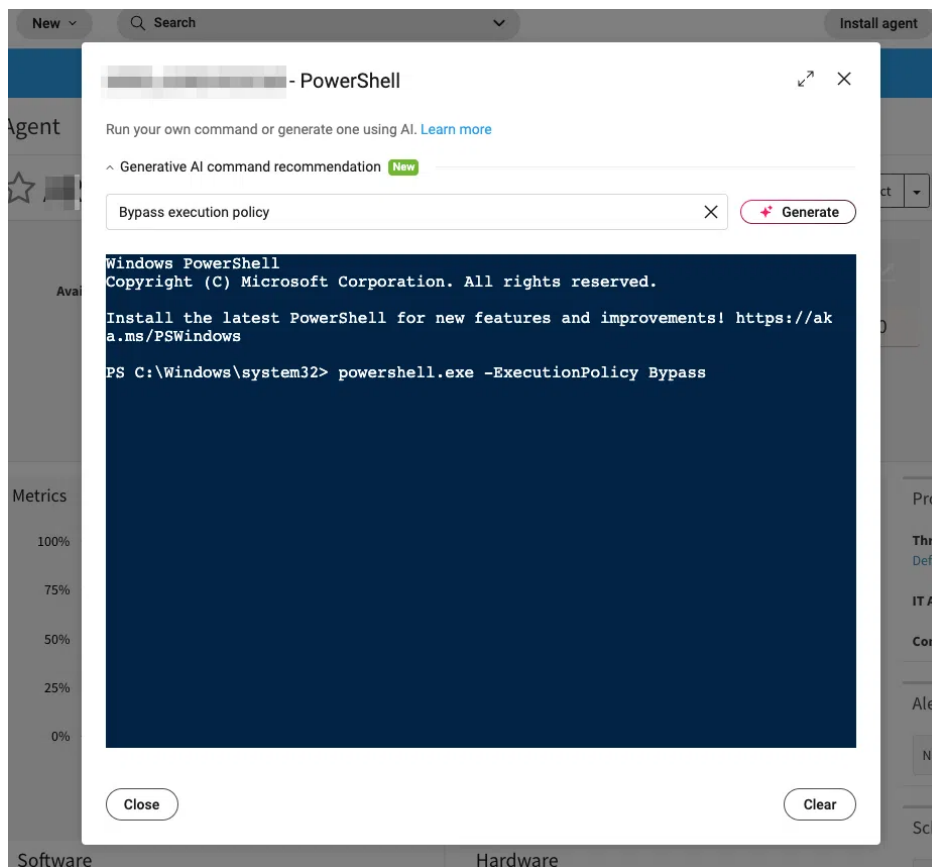 New
Search
Install agent
- PowerShell
Agent
Run your own command or generate one using AI. Learn more
Generative AI command recommendation New
Bypass execution policy
Generate
Windows PowerShell
Copyright (C) Microsoft Corporation. All rights reserved.
Install the latest PowerShell for new features and improvements! https://ak
a.ms/PSWindows
PS C:\Windows\system32> powershell.exe -ExecutionPolicy Bypass
Metrics
100%
75%
50%
25%
0%
Close
Clear
Software
Hardware